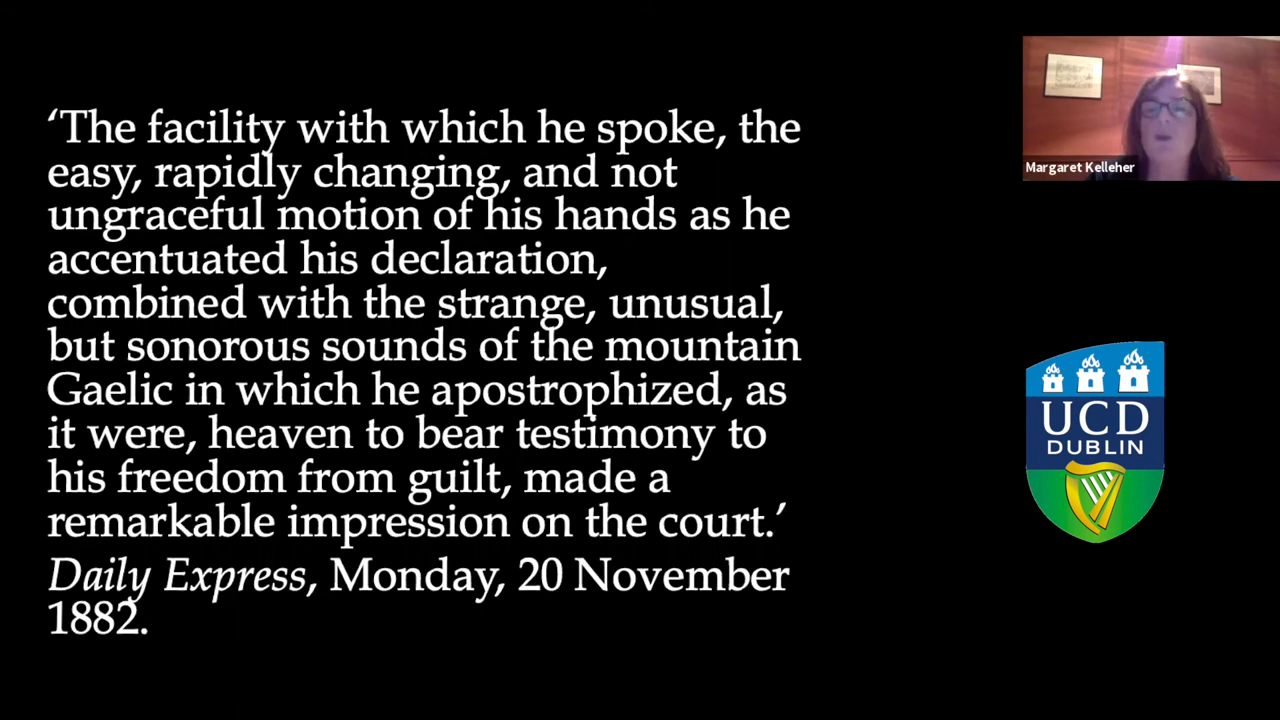 ‘The facility with which he spoke, the
easy, rapidly changing, and not
ungraceful motion of his hands as he
accentuated his declaration,
combined with the strange, unusual,
but sonorous sounds of the mountain
Gaelic in which he apostrophized, as
it were, heaven to bear testimony to
his freedom from guilt, made a
remarkable impression on the court.’
Daily Express, Monday, 20 November
1882.
Margaret Kelleher
UCD
DUBLIN